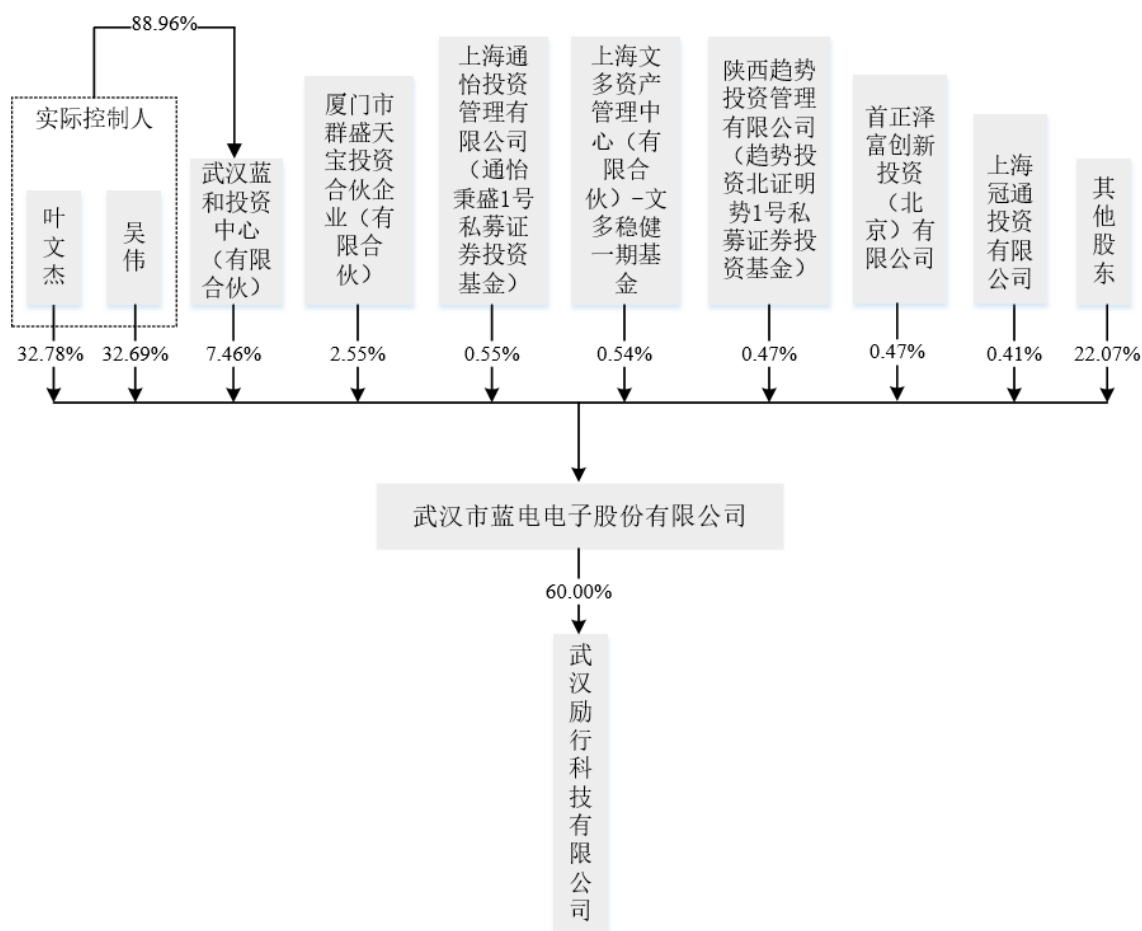 88.96%
实际控制人
叶
文
杰
吴
伟
武汉蓝
和投资
中心
（有限
合伙）
厦门市
群盛天
宝投资
合伙企
业（有
限合
伙）
上海通
怡投资
管理有
限公司
（通怡
秉盛1号
私募证
券投资
基金）
上海文
多资产
管理中
心（有
限合
伙）-文
多稳健
一期基
金
陕西趋势
投资管理
有限公司
（趋势投
资北证明
势1号私
募证券投
资基金）
首正泽
富创新
投资
（北
京）有
限公司
上海
冠通
投资
有限
公司
其
他
股
东
32.78%
32.69%
7.46%
2.55%
0.55%
0.54%
0.47%
0.47%
0.41%
22.07%
武汉市蓝电电子股份有限公司
60.00%
武
汉
励
行
科
技
有
限
公
司